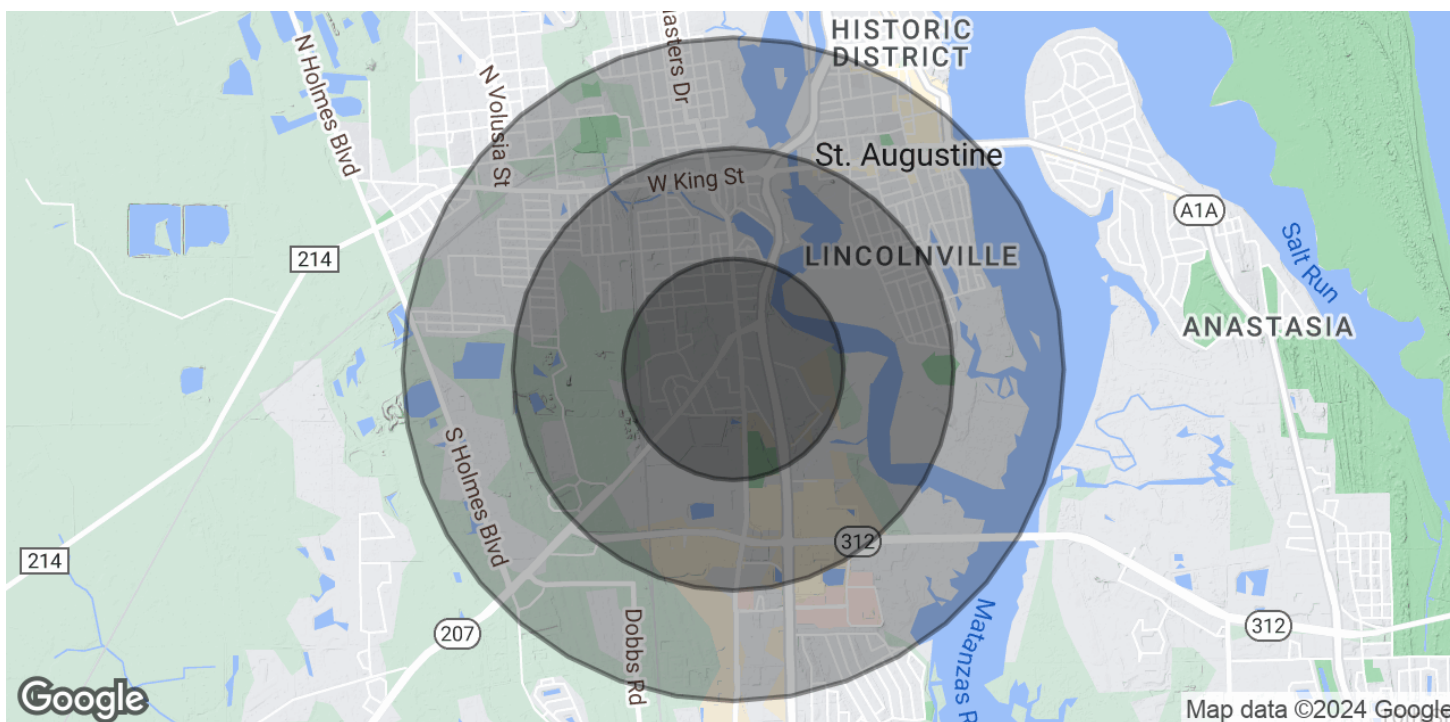 HISTORIC
DISTRICT
N Holmes Blvd
N Volusia St
Masters Dr
St. Augustine
W King St
A1A
Salt Run
214
LINCOLNVILLE
ANASTASIA
S Holmes Blvd
312
214
207
Dobbs Rd
Matanzas R
312
Google
Map data ©2024 Google